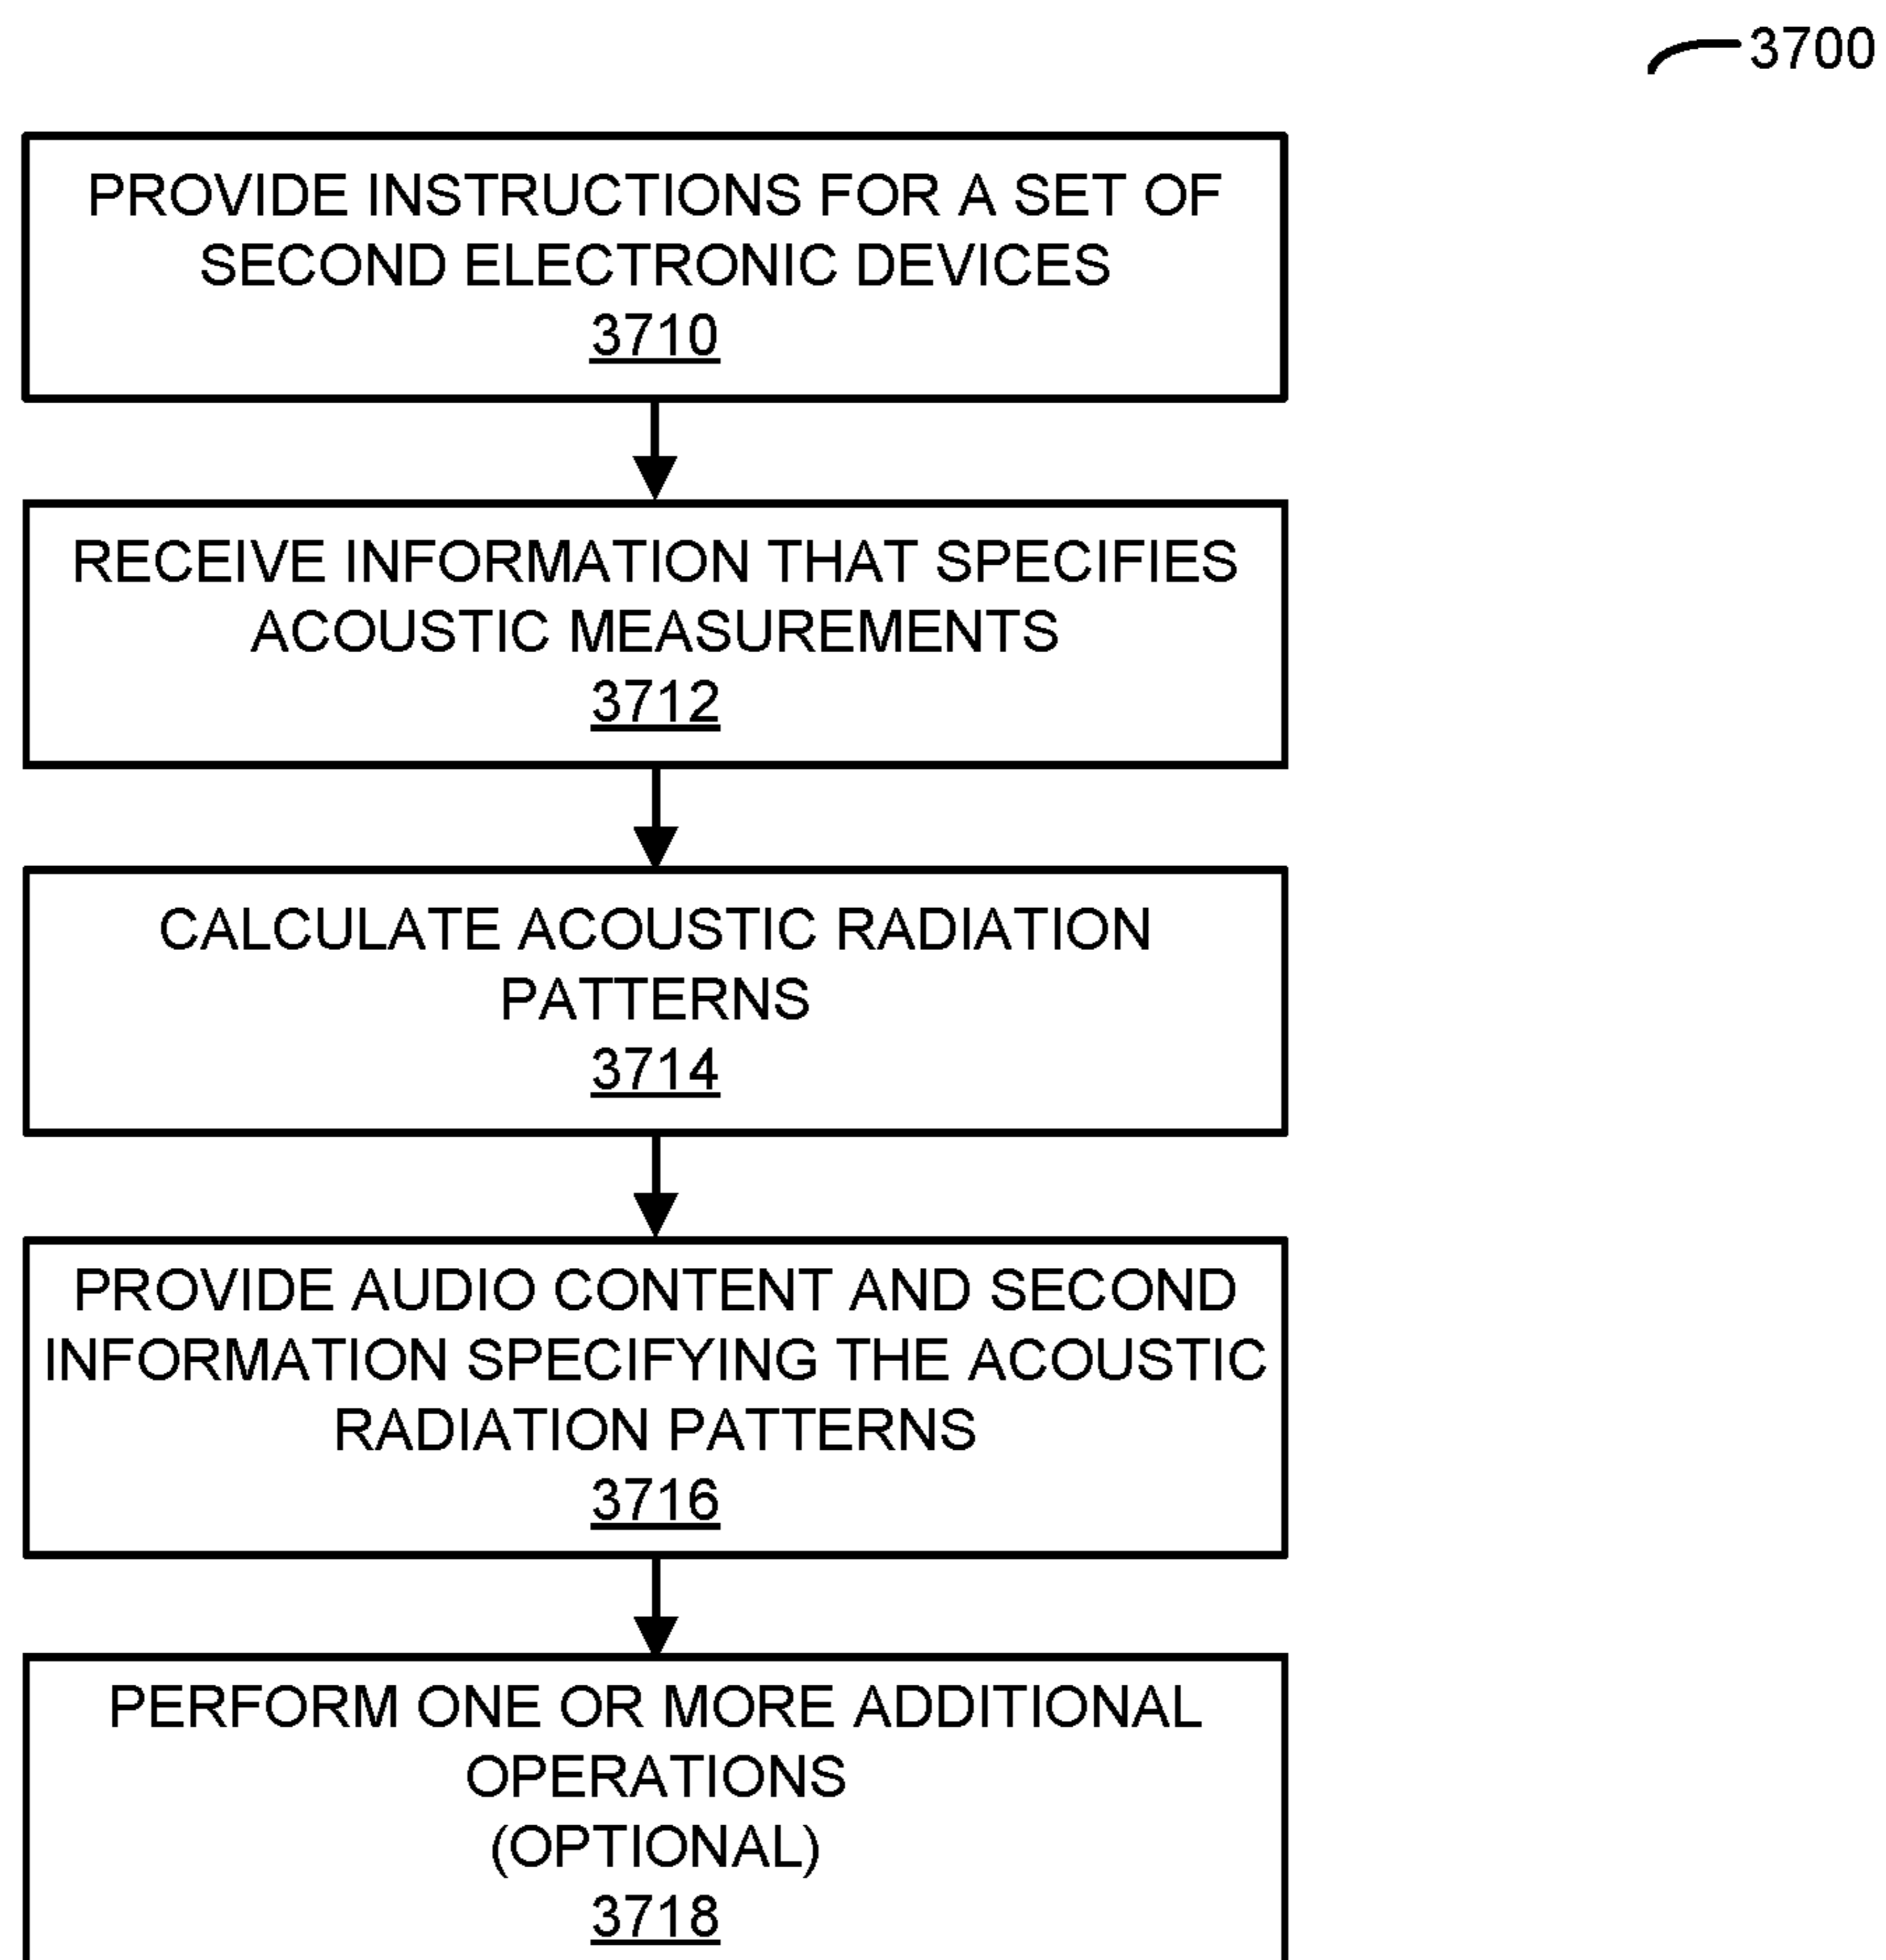 3700
PROVIDE INSTRUCTIONS FOR A SET OF
SECOND ELECTRONIC DEVICES
3710
RECEIVE INFORMATION THAT SPECIFIES
ACOUSTIC MEASUREMENTS
3712
CALCULATE ACOUSTIC RADIATION
PATTERNS
3714
PROVIDE AUDIO CONTENT AND SECOND
INFORMATION SPECIFYING THE ACOUSTIC
RADIATION PATTERNS
3716
PERFORM ONE OR MORE ADDITIONAL
OPERATIONS
(OPTIONAL)
3718